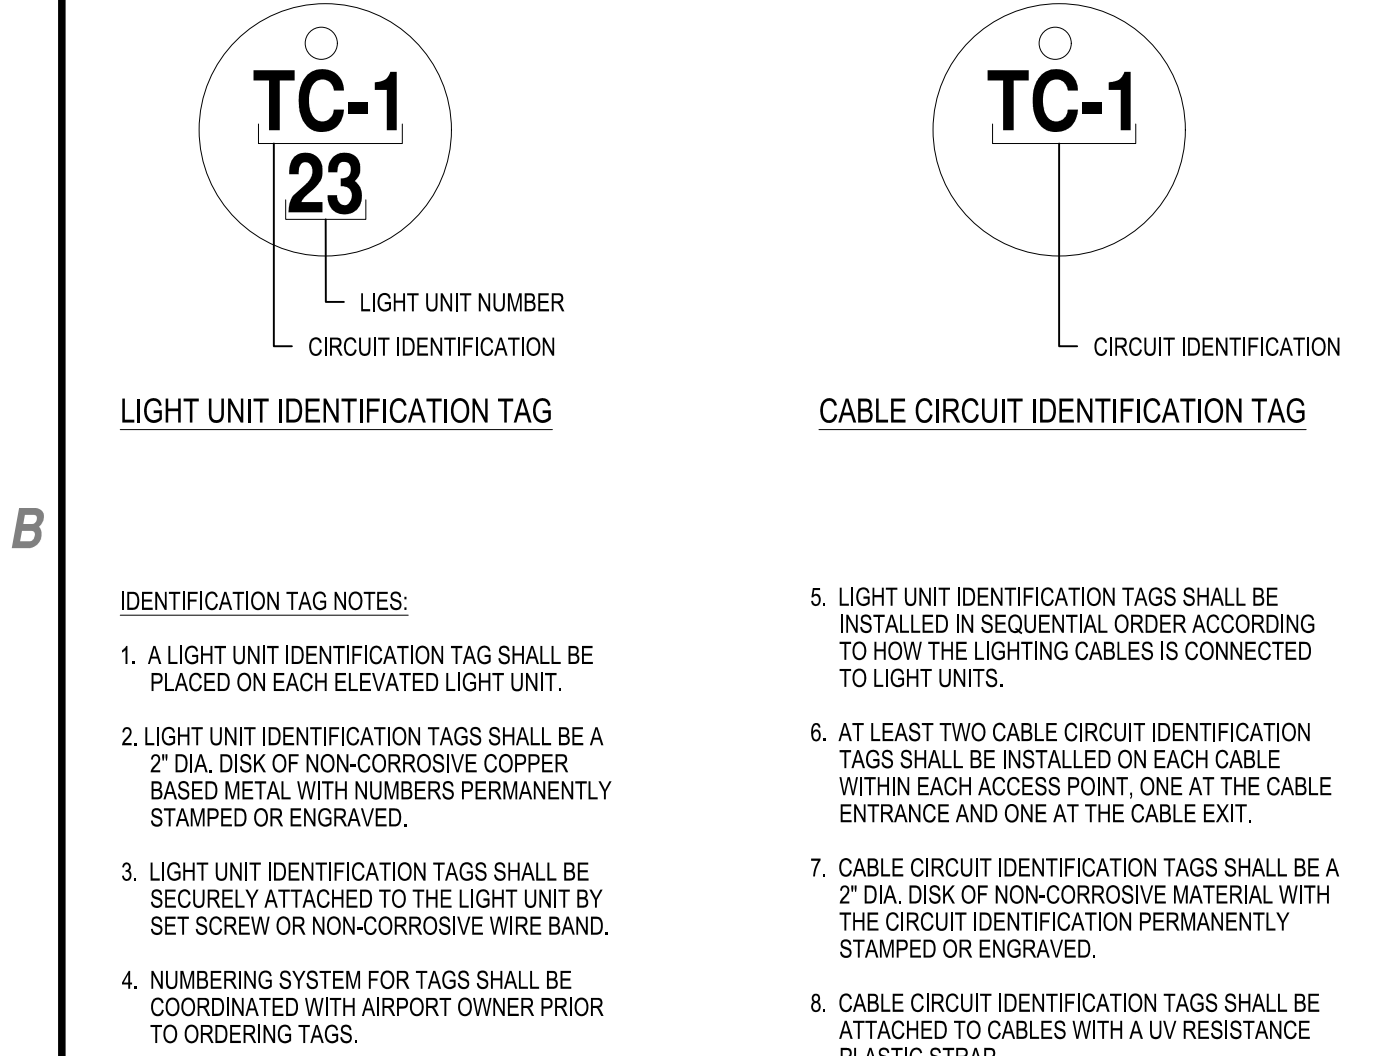 TC-1
23
LIGHT UNIT NUMBER
CIRCUIT IDENTIFICATION
LIGHT UNIT IDENTIFICATION TAG
TC-1
CIRCUIT IDENTIFICATION
CABLE CIRCUIT IDENTIFICATION TAG
B
IDENTIFICATION TAG NOTES:
1. A LIGHT UNIT IDENTIFICATION TAG SHALL BE
PLACED ON EACH ELEVATED LIGHT UNIT.
2. LIGHT UNIT IDENTIFICATION TAGS SHALL BE A
2" DIA. DISK OF NON-CORROSIVE COPPER
BASED METAL WITH NUMBERS PERMANENTLY
STAMPED OR ENGRAVED.
3. LIGHT UNIT IDENTIFICATION TAGS SHALL BE
SECURELY ATTACHED TO THE LIGHT UNIT BY
SET SCREW OR NON-CORROSIVE WIRE BAND.
4. NUMBERING SYSTEM FOR TAGS SHALL BE
COORDINATED WITH AIRPORT OWNER PRIOR
TO ORDERING TAGS.
5. LIGHT UNIT IDENTIFICATION TAGS SHALL BE
INSTALLED IN SEQUENTIAL ORDER ACCORDING
TO HOW THE LIGHTING CABLES IS CONNECTED
TO LIGHT UNITS.
6. AT LEAST TWO CABLE CIRCUIT IDENTIFICATION
TAGS SHALL BE INSTALLED ON EACH CABLE
WITHIN EACH ACCESS POINT, ONE AT THE CABLE
ENTRANCE AND ONE AT THE CABLE EXIT.
7. CABLE CIRCUIT IDENTIFICATION TAGS SHALL BE A
2" DIA. DISK OF NON-CORROSIVE MATERIAL WITH
THE CIRCUIT IDENTIFICATION PERMANENTLY
STAMPED OR ENGRAVED.
8. CABLE CIRCUIT IDENTIFICATION TAGS SHALL BE
ATTACHED TO CABLES WITH A UV RESISTANCE
PLASTIC STRAP